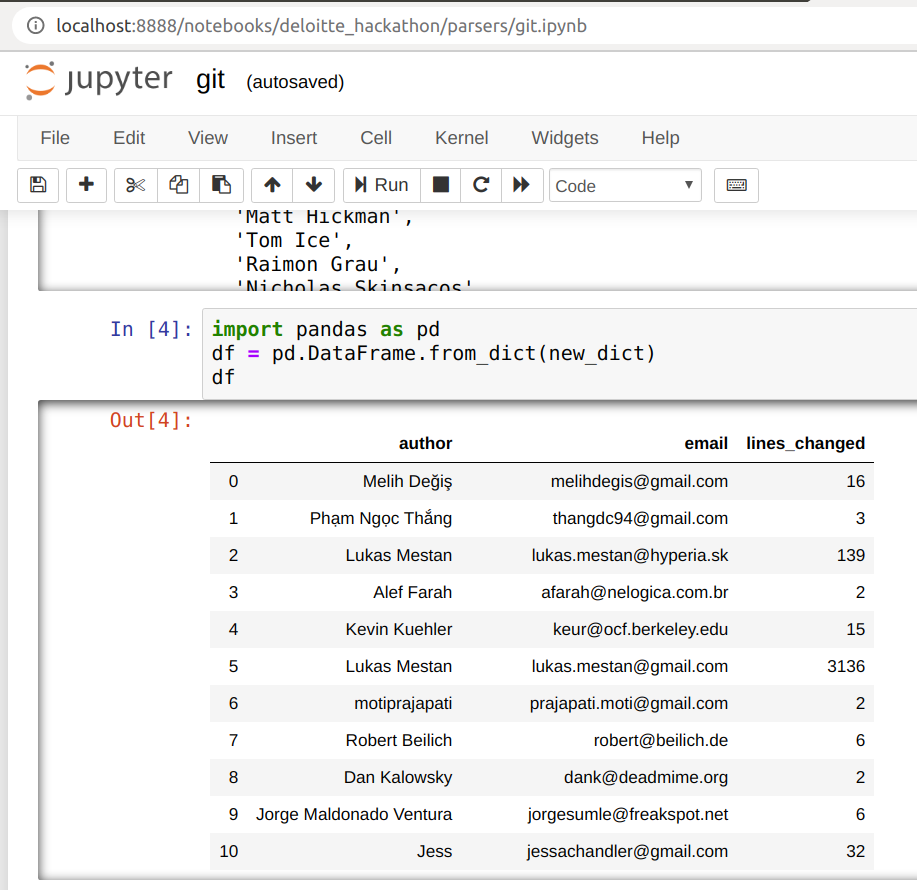 localhost:8888/notebooks/deloitte_hackathon/parsers/git.ipynb
jupyter git (autosaved)
File Edit View Insert Cell Kernel Widgets Help
Run Code
'Matt Hickman',
'Tom Ice',
'Raimon Grau',
'Nicholas Skinsacos'
In [4]: import pandas as pd
df = pd.DataFrame.from_dict(new_dict)
df
Out[4]:
author email lines_changed
0 Melih Değiş melihdegis@gmail.com 16
1 Phạm Ngọc Thắng thangdc94@gmail.com 3
2 Lukas Mestan lukas.mestan@hyperia.sk 139
3 Alef Farah afarah@nelogica.com.br 2
4 Kevin Kuehler keur@ocf.berkeley.edu 15
5 Lukas Mestan lukas.mestan@gmail.com 3136
6 motiprajapati prajapati.moti@gmail.com 2
7 Robert Beilich robert@beilich.de 6
8 Dan Kalowsky dank@deadmime.org 2
9 Jorge Maldonado Ventura jorgesumle@freakspot.net 6
10 Jess jessachandler@gmail.com 32